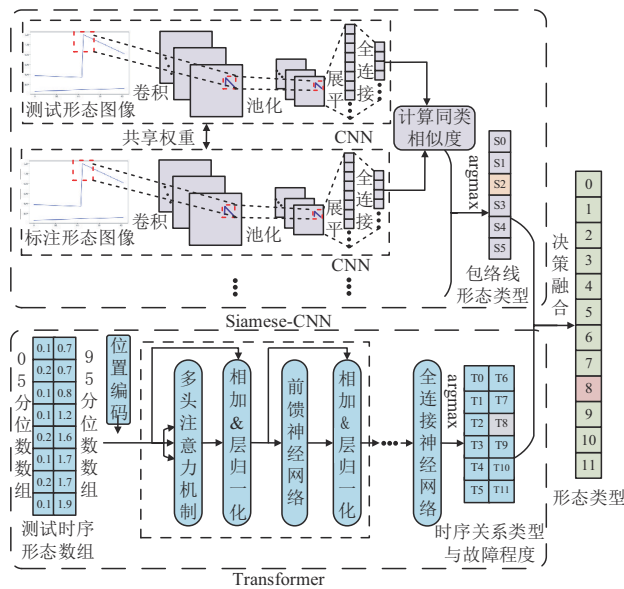 测试形态图像
卷积
池化
展平
全连接
CNN
共享权重
标注形态图像
卷积
池化
展平
全连接
CNN
计算同类
相似度
argmax
S0
S1
S2
S3
S4
S5
包络线
形态类型
Siamese-CNN
决策融合
0
1
2
3
4
5
6
7
8
9
10
11
形态类型
05分位数数组
0.1 0.7
0.2 0.7
0.1 0.8
0.1 1.2
0.2 1.6
0.1 1.7
0.2 1.7
0.1 1.9
95分位数数组
测试时序
形态数组
位置编码
多头注意力机制
相加&层归一化
前馈神经网络
相加&层归一化
全连接神经网络
argmax
T0 T6
T1 T7
T2 T8
T3 T9
T4 T10
T5 T11
时序关系类型
与故障程度
Transformer